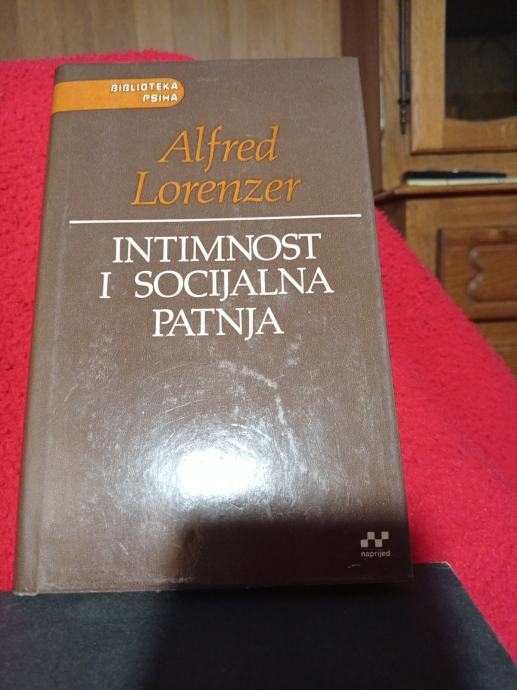 BIBLIOTEKA
PSIHA
Alfred
Lorenzer
INTIMNOST
I SOCIJALNA
PATNJA
naprijed